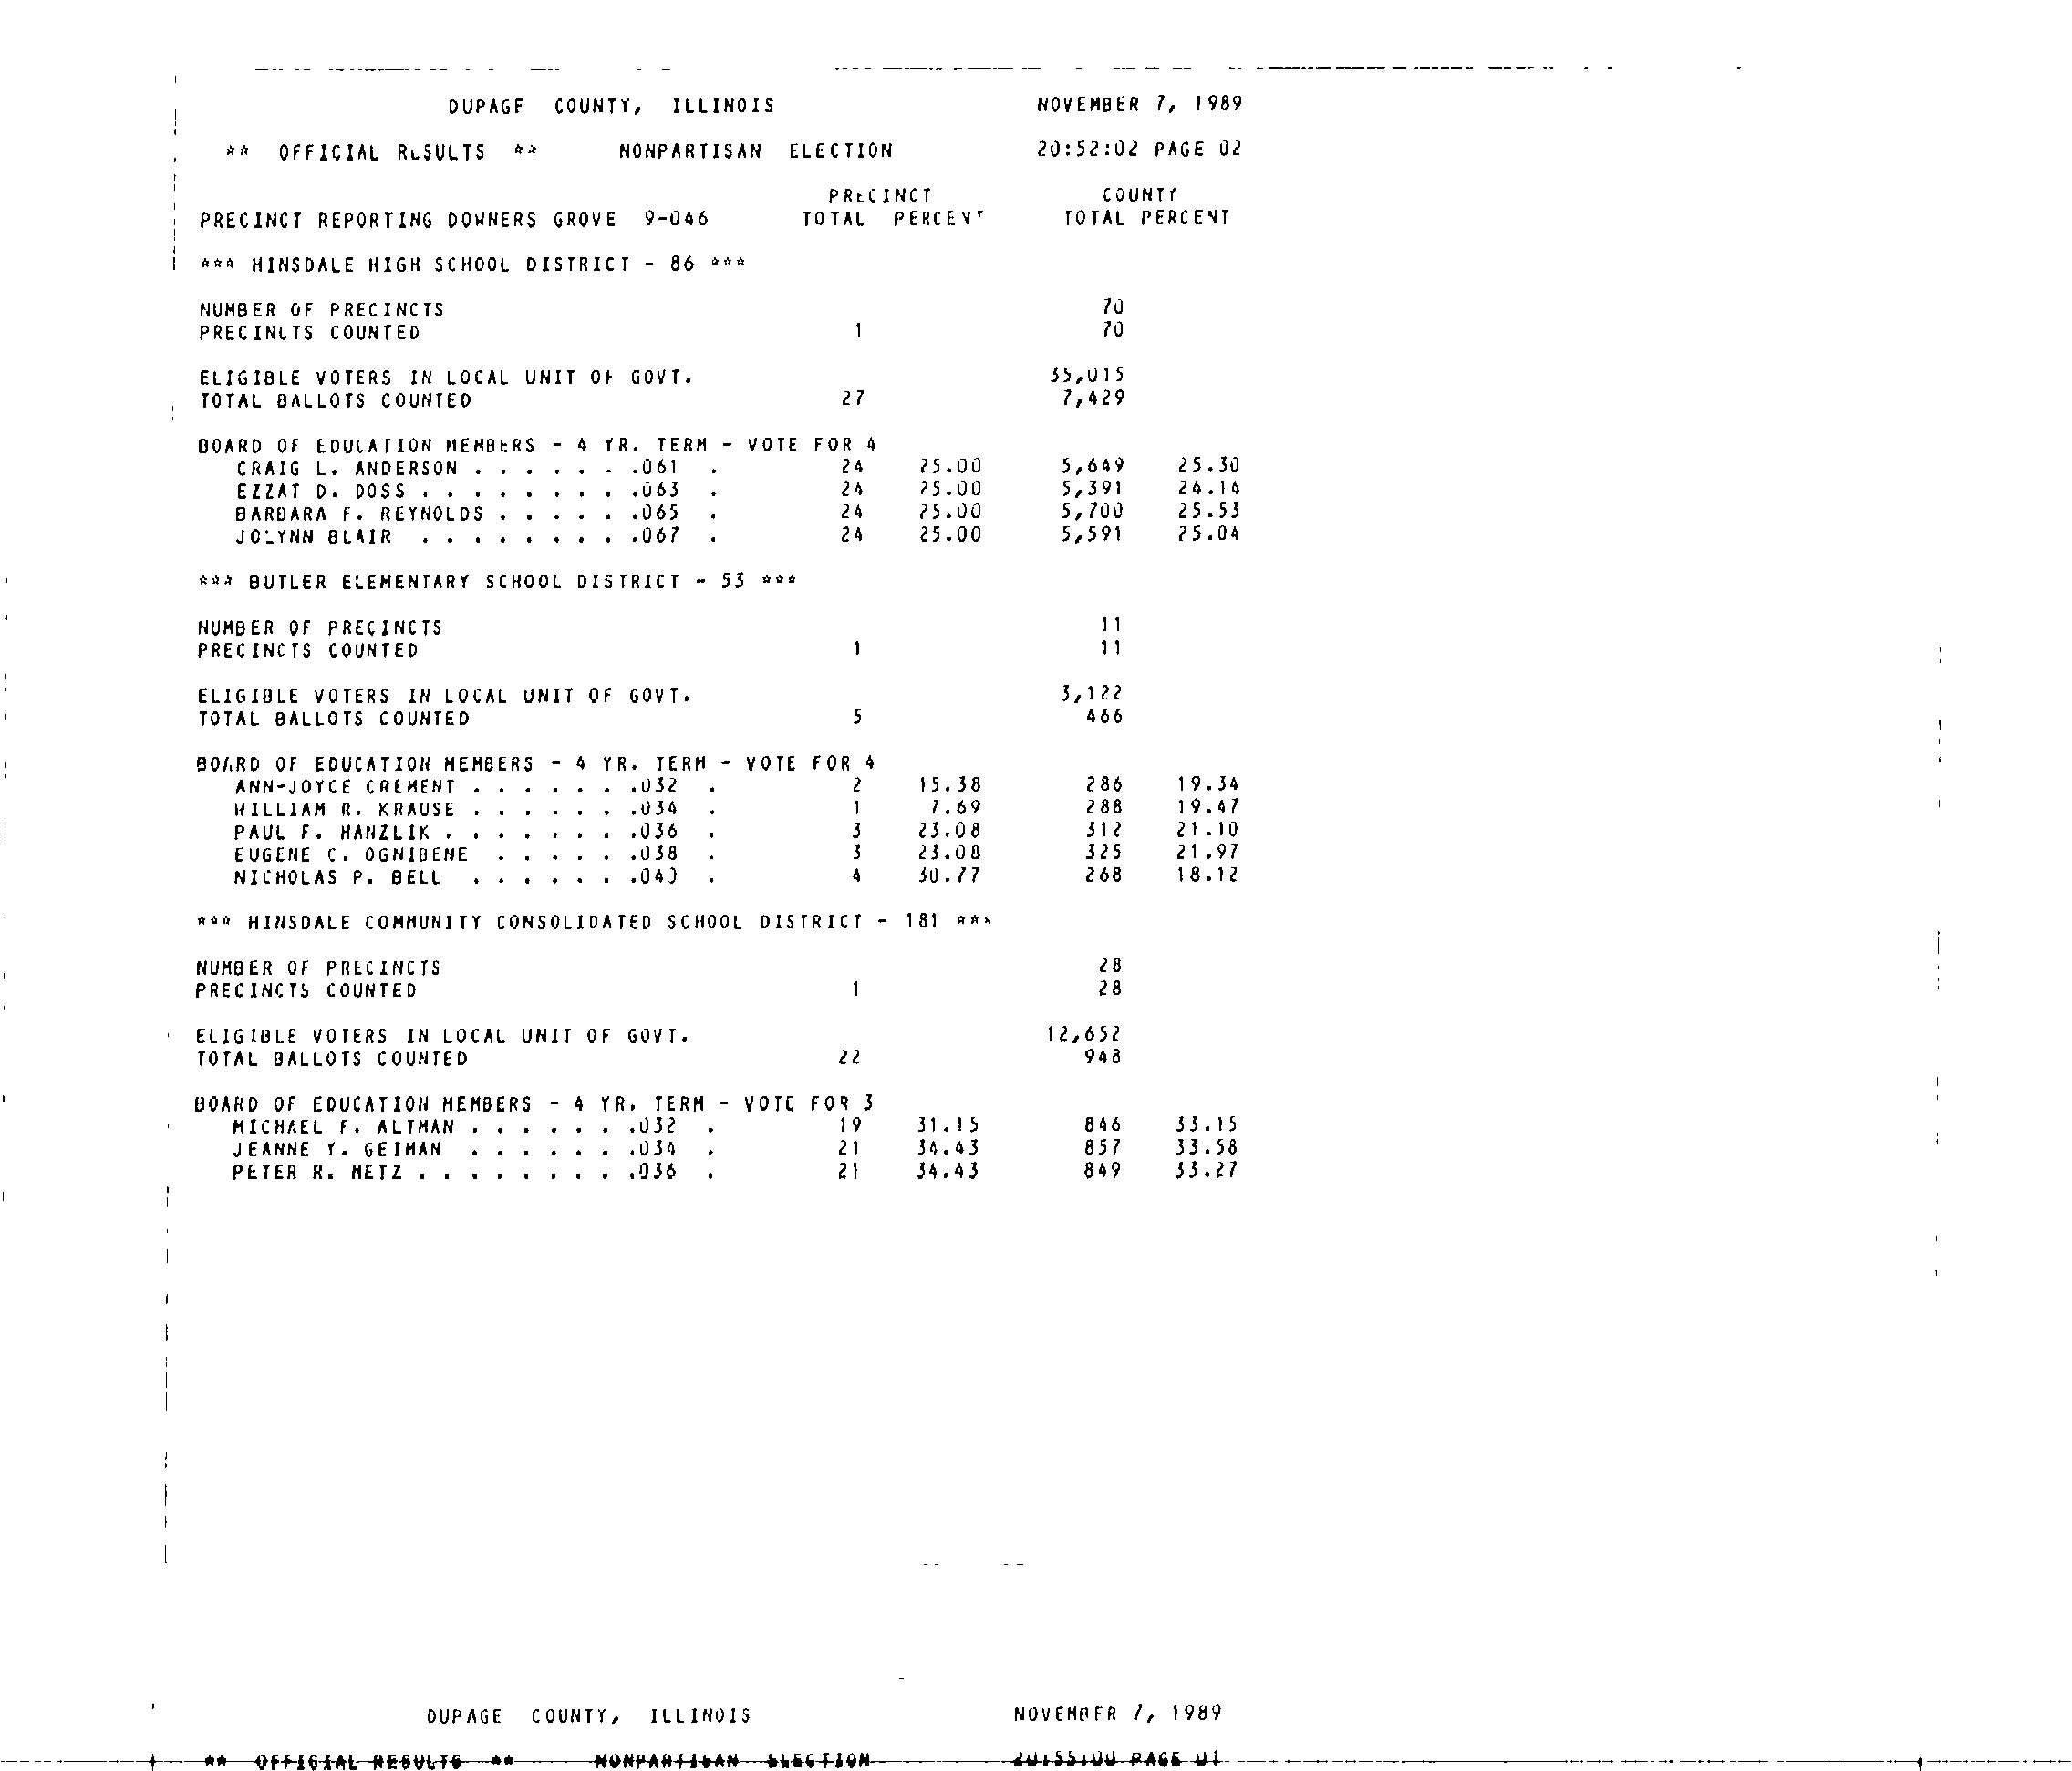 DUPAGE COUNTY, ILLINOIS NOVEMBER 7, 1989
** OFFICIAL RESULTS ** NONPARTISAN ELECTION 20:52:02 PAGE 02
PRECINCT COUNTY
PRECINCT REPORTING DOWNERS GROVE 9-046 TOTAL PERCENT TOTAL PERCENT
*** HINSDALE HIGH SCHOOL DISTRICT - 86 ***
NUMBER OF PRECINCTS 70
PRECINCTS COUNTED 1 70
ELIGIBLE VOTERS IN LOCAL UNIT OF GOVT. 35,015
TOTAL BALLOTS COUNTED 27 7,429
BOARD OF EDUCATION MEMBERS - 4 YR. TERM - VOTE FOR 4
CRAIG L. ANDERSON . . . . . . .061 . 24 25.00 5,649 25.30
EZZAT D. DOSS . . . . . . . . .063 . 24 25.00 5,391 24.14
BARBARA F. REYNOLDS . . . . . .065 . 24 25.00 5,700 25.53
JOLYNN BLAIR . . . . . . . . .067 . 24 25.00 5,591 25.04
*** BUTLER ELEMENTARY SCHOOL DISTRICT - 53 ***
NUMBER OF PRECINCTS 11
PRECINCTS COUNTED 1 11
ELIGIBLE VOTERS IN LOCAL UNIT OF GOVT. 3,122
TOTAL BALLOTS COUNTED 5 466
BOARD OF EDUCATION MEMBERS - 4 YR. TERM - VOTE FOR 4
ANN-JOYCE CREMENT . . . . . . .032 . 2 15.38 286 19.34
WILLIAM R. KRAUSE . . . . . . .034 . 1 7.69 288 19.47
PAUL F. HANZLIK . . . . . . . .036 . 3 23.08 312 21.10
EUGENE C. OGNIBENE . . . . . .038 . 3 23.08 325 21.97
NICHOLAS P. BELL . . . . . . .040 . 4 30.77 268 18.12
*** HINSDALE COMMUNITY CONSOLIDATED SCHOOL DISTRICT - 181 ***
NUMBER OF PRECINCTS 28
PRECINCTS COUNTED 1 28
ELIGIBLE VOTERS IN LOCAL UNIT OF GOVT. 12,652
TOTAL BALLOTS COUNTED 22 948
BOARD OF EDUCATION MEMBERS - 4 YR. TERM - VOTE FOR 3
MICHAEL F. ALTMAN . . . . . . .032 . 19 31.15 846 33.15
JEANNE Y. GEIMAN . . . . . . .034 . 21 34.43 857 33.58
PETER R. METZ . . . . . . . . .036 . 21 34.43 849 33.27
DUPAGE COUNTY, ILLINOIS NOVEMBER 7, 1989
** OFFICIAL RESULTS ** NONPARTISAN ELECTION 20:55:00 PAGE 01